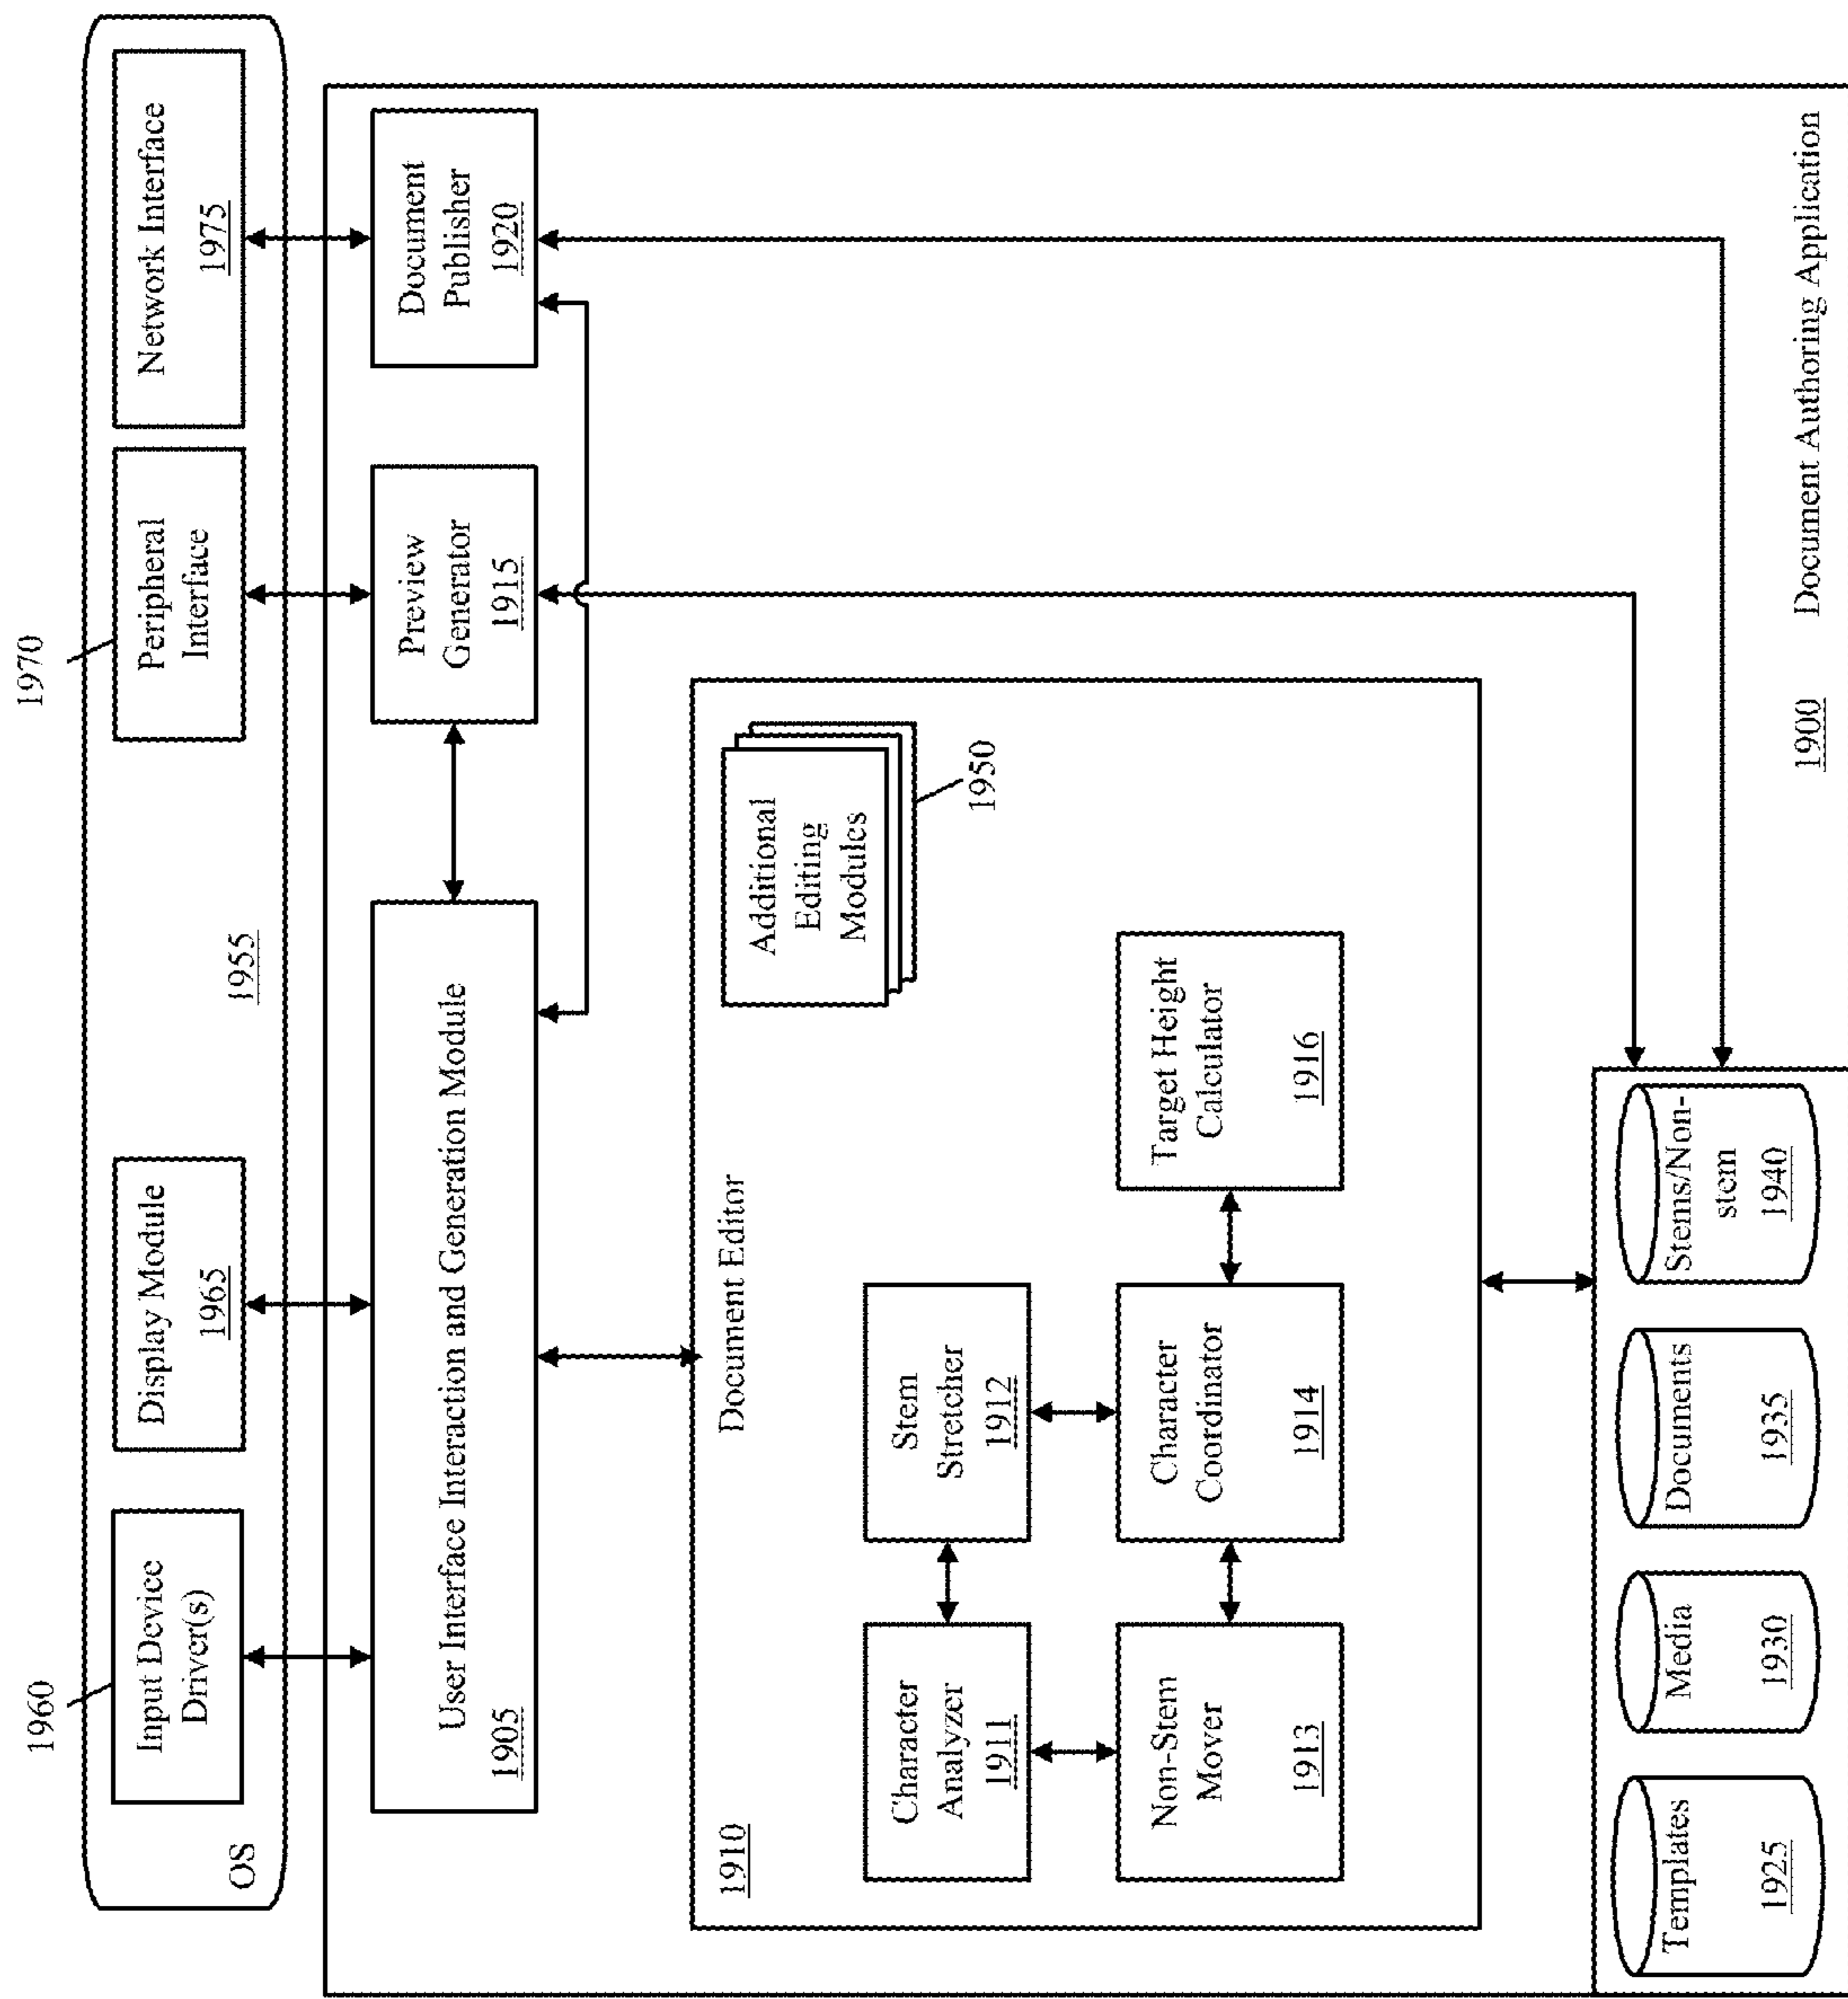 1960
1970
Input Device
Driver(s)
Display Module
1965
Peripheral
Interface
Network Interface
1975
OS
1955
User Interface Interaction and Generation Module
1905
Preview
Generator
1915
Document
Publisher
1920
1910
Document Editor
Additional
Editing
Modules
1950
Character
Analyzer
1911
Stem
Stretcher
1912
Non-Stem
Mover
1913
Character
Coordinator
1914
Target Height
Calculator
1916
Templates
1925
Media
1930
Documents
1935
Stems/Non-
stem
1940
1900
Document Authoring Application